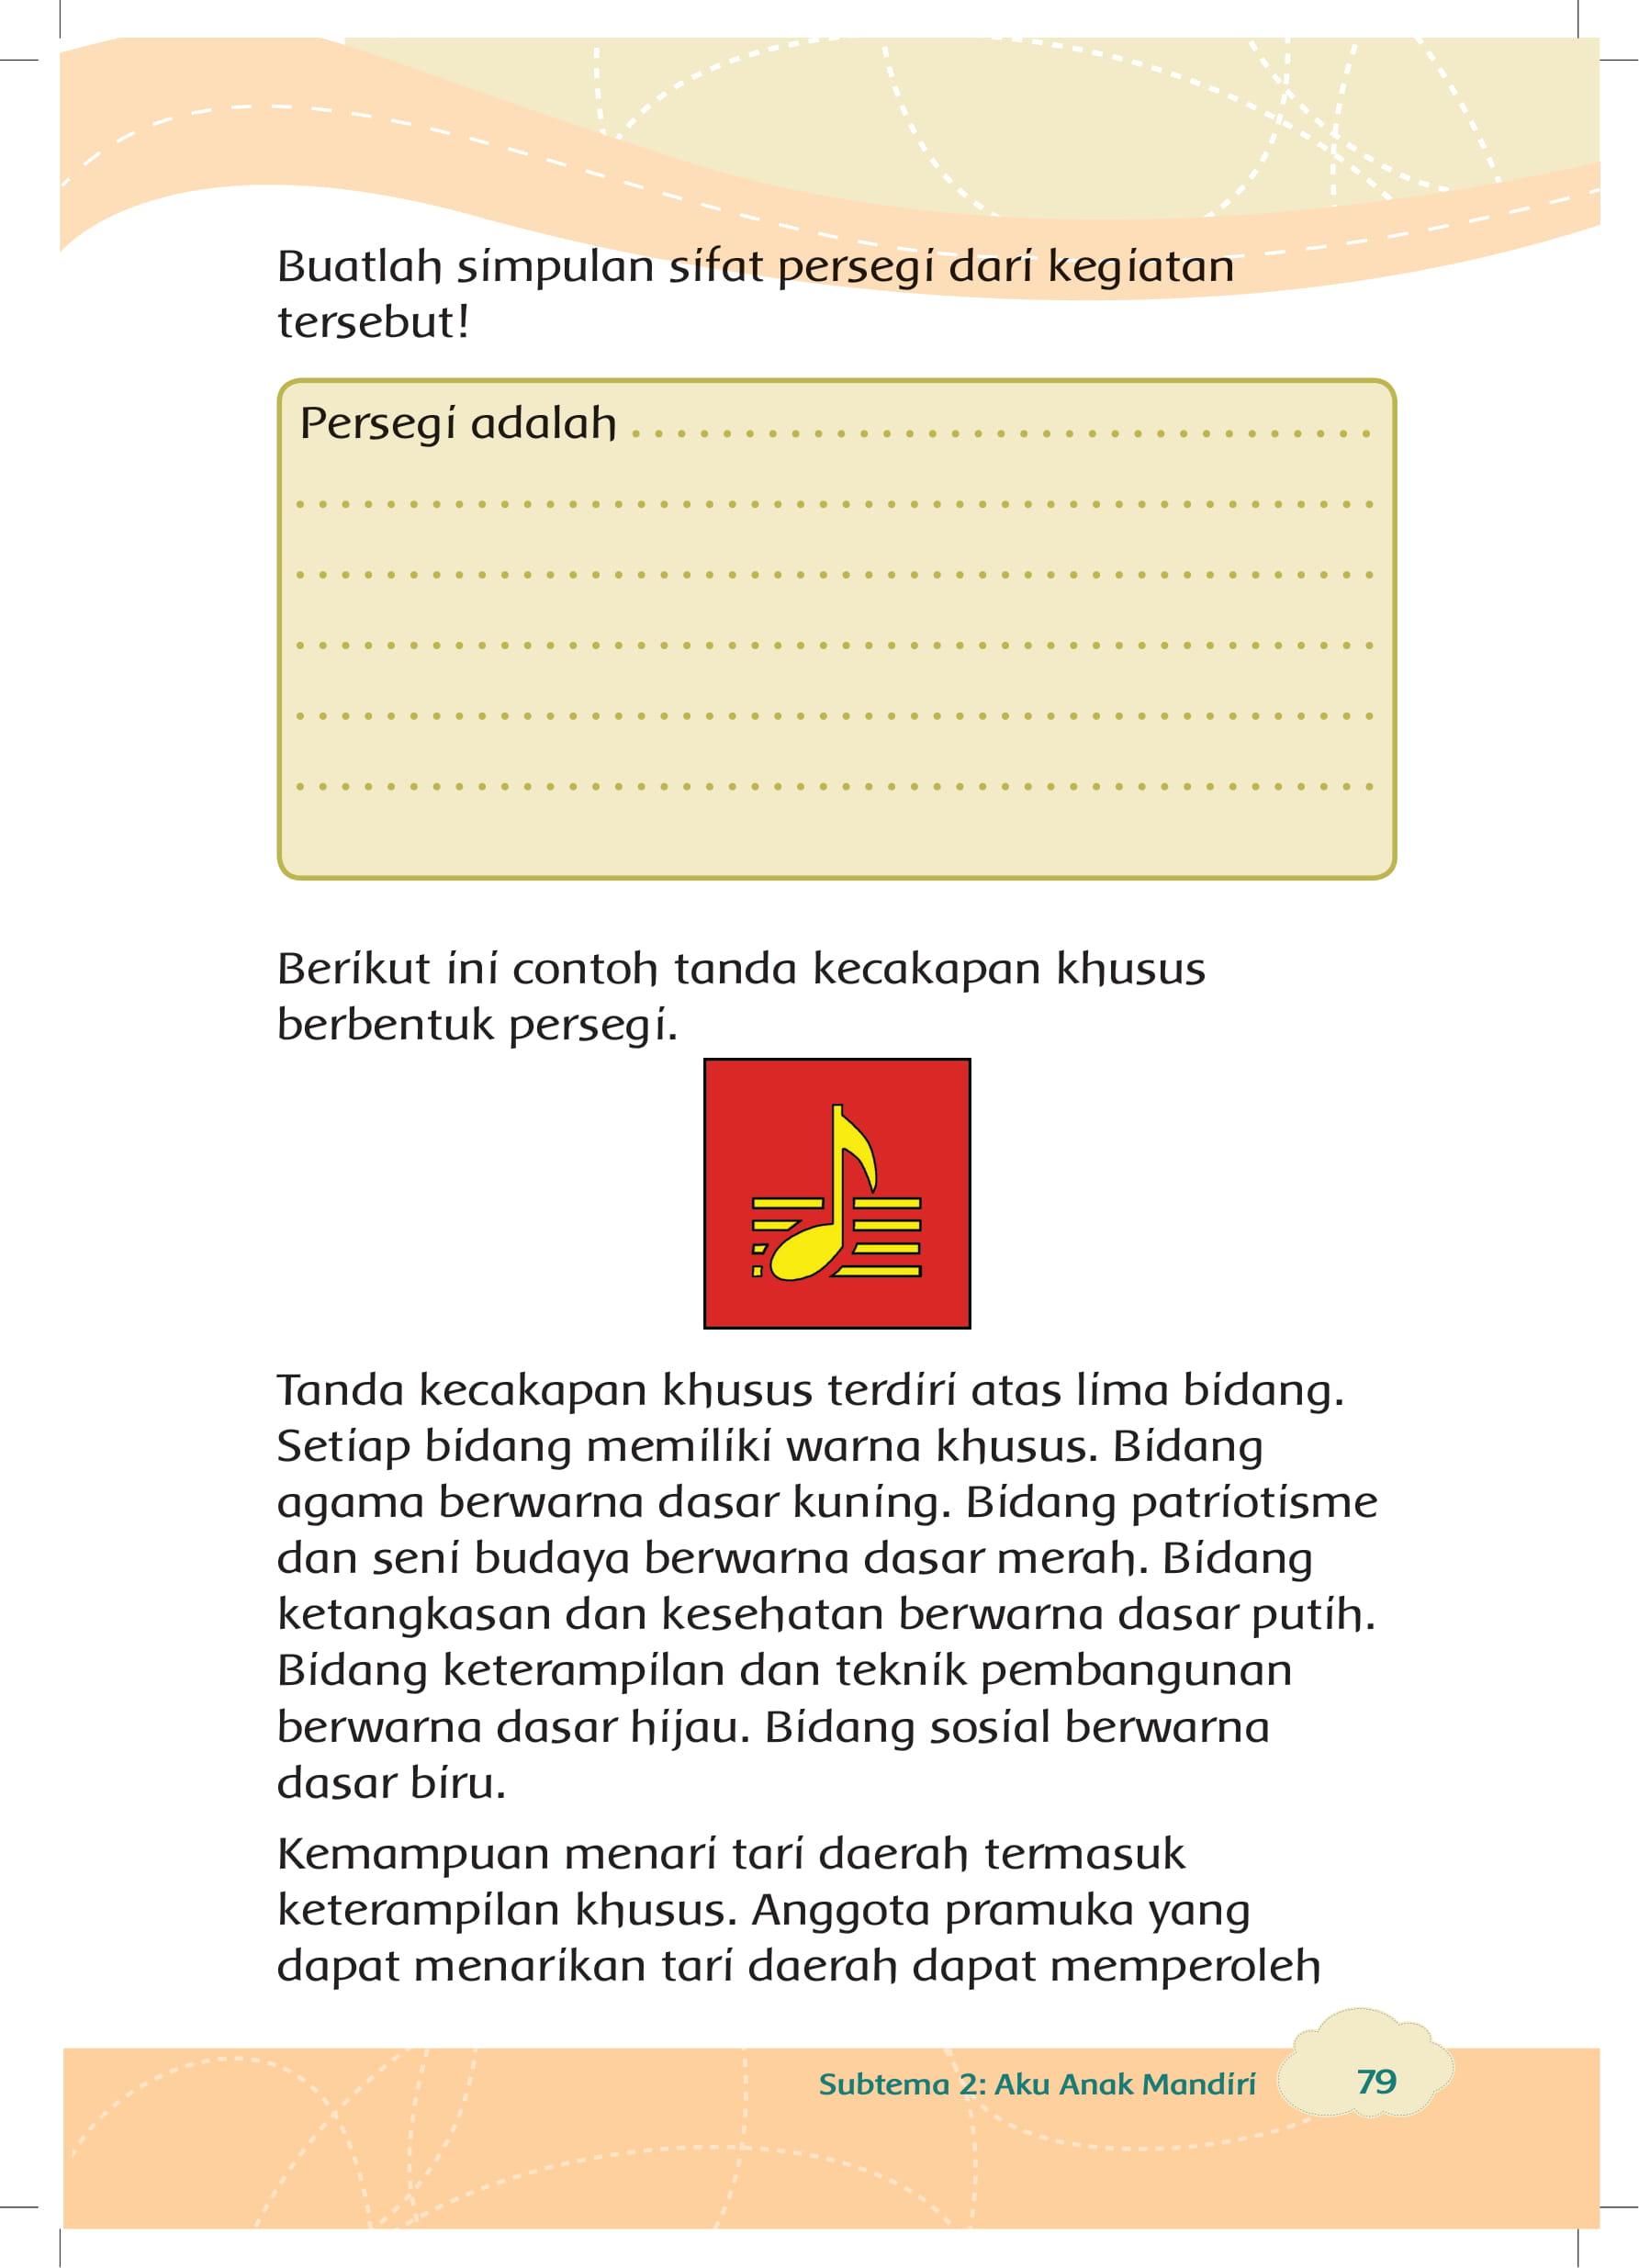 Buatlah simpulan sifat persegi dari kegiatan
tersebut!
Persegi adalah
Berikut ini contoh tanda kecakapan khusus
berbentuk persegi.
Tanda kecakapan khusus terdiri atas lima bidang.
Setiap bidang memiliki warna khusus. Bidang
agama berwarna dasar kuning. Bidang patriotisme
dan seni budaya berwarna dasar merah. Bidang
ketangkasan dan kesehatan berwarna dasar putih.
Bidang keterampilan dan teknik pembangunan
berwarna dasar hijau. Bidang sosial berwarna
dasar biru.
Kemampuan menari tari daerah termasuk
keterampilan khusus. Anggota pramuka yang
dapat menarikan tari daerah dapat memperoleh
Subtema 2: Aku Anak Mandiri 79